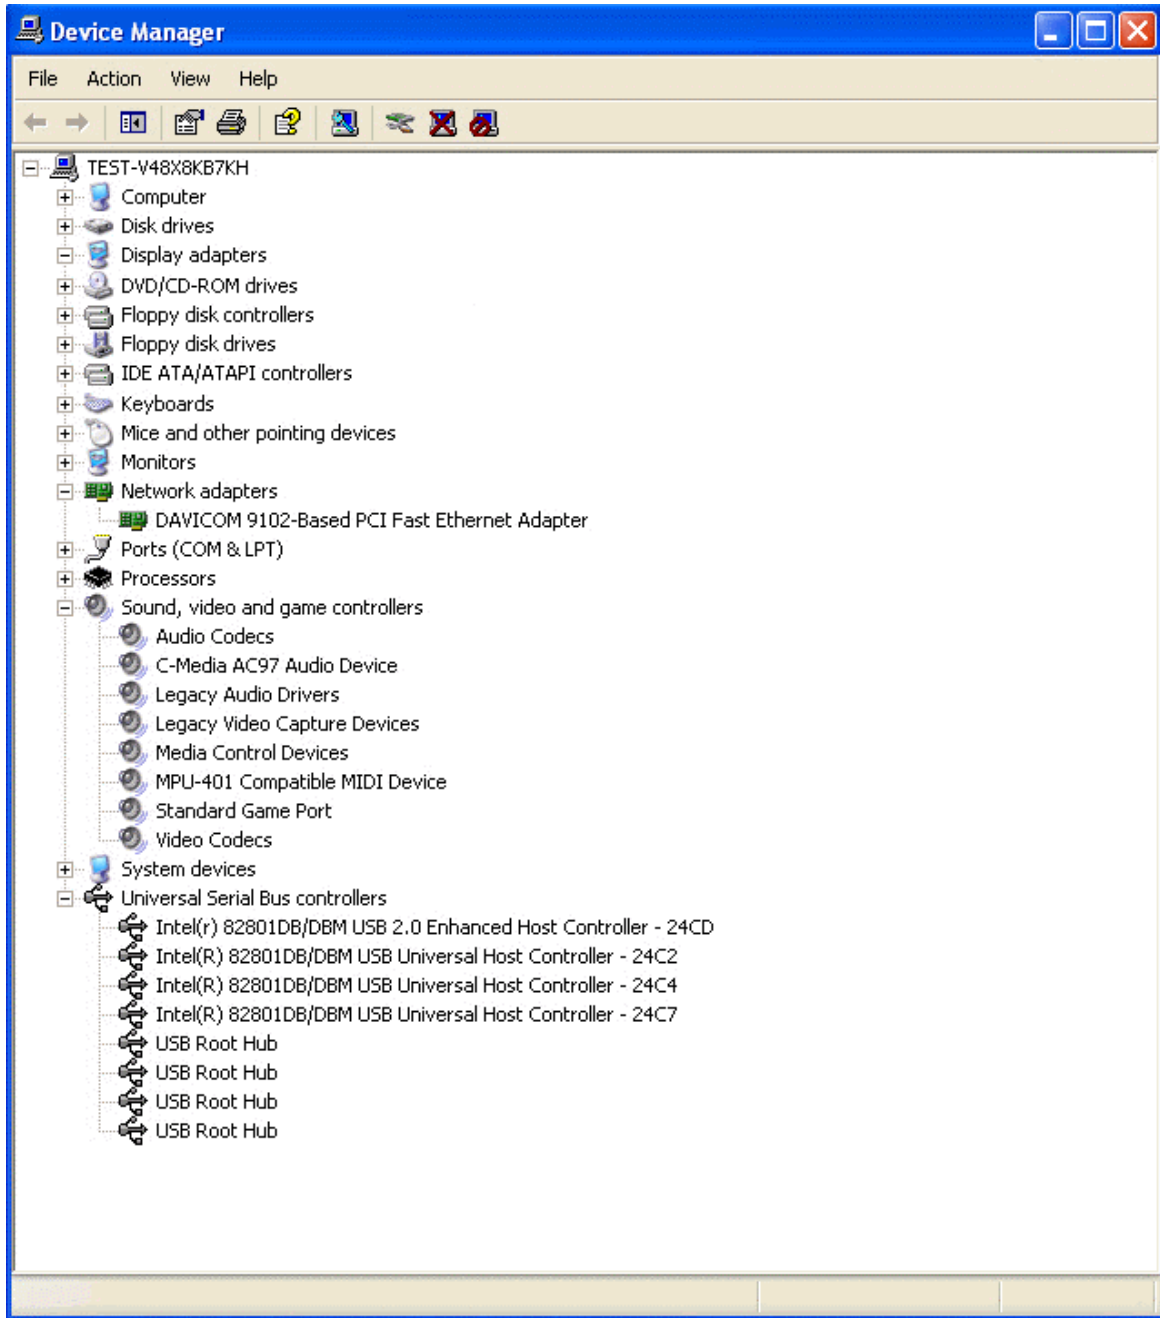 Device Manager
File Action View Help
TEST-V48X8KB7KH
Computer
Disk drives
Display adapters
DVD/CD-ROM drives
Floppy disk controllers
Floppy disk drives
IDE ATA/ATAPI controllers
Keyboards
Mice and other pointing devices
Monitors
Network adapters
DAVICOM 9102-Based PCI Fast Ethernet Adapter
Ports (COM & LPT)
Processors
Sound, video and game controllers
Audio Codecs
C-Media AC97 Audio Device
Legacy Audio Drivers
Legacy Video Capture Devices
Media Control Devices
MPU-401 Compatible MIDI Device
Standard Game Port
Video Codecs
System devices
Universal Serial Bus controllers
Intel(r) 82801DB/DBM USB 2.0 Enhanced Host Controller - 24CD
Intel(R) 82801DB/DBM USB Universal Host Controller - 24C2
Intel(R) 82801DB/DBM USB Universal Host Controller - 24C4
Intel(R) 82801DB/DBM USB Universal Host Controller - 24C7
USB Root Hub
USB Root Hub
USB Root Hub
USB Root Hub